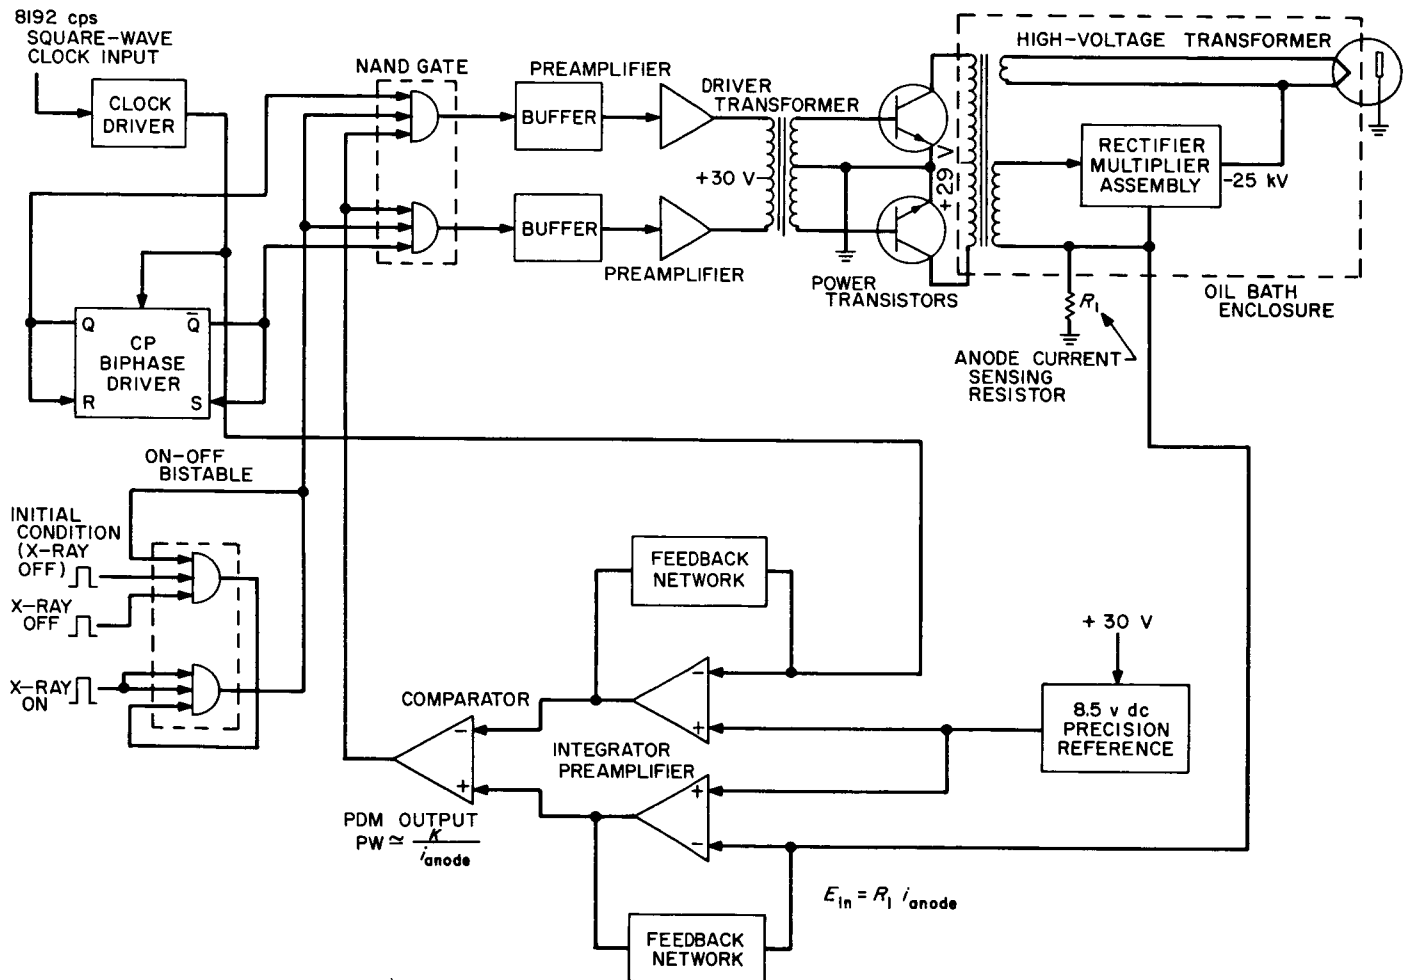 8192 cps
SQUARE-WAVE
CLOCK INPUT
CLOCK
DRIVER
NAND GATE
BUFFER
PREAMPLIFIER
DRIVER
TRANSFORMER
+30 V
+29 V
HIGH-VOLTAGE TRANSFORMER
RECTIFIER
MULTIPLIER
ASSEMBLY
-25 kV
BUFFER
PREAMPLIFIER
POWER
TRANSISTORS
OIL BATH
ENCLOSURE
R1
ANODE CURRENT
SENSING
RESISTOR
Q
Q̅
CP
BIPHASE
DRIVER
R
S
ON-OFF
BISTABLE
INITIAL
CONDITION
(X-RAY
OFF)
X-RAY
OFF
X-RAY
ON
FEEDBACK
NETWORK
+ 30 V
8.5 v dc
PRECISION
REFERENCE
-
+
COMPARATOR
-
+
INTEGRATOR
PREAMPLIFIER
+
-
PDM OUTPUT
PW ≃ K / i anode
E in = R1 i anode
FEEDBACK
NETWORK